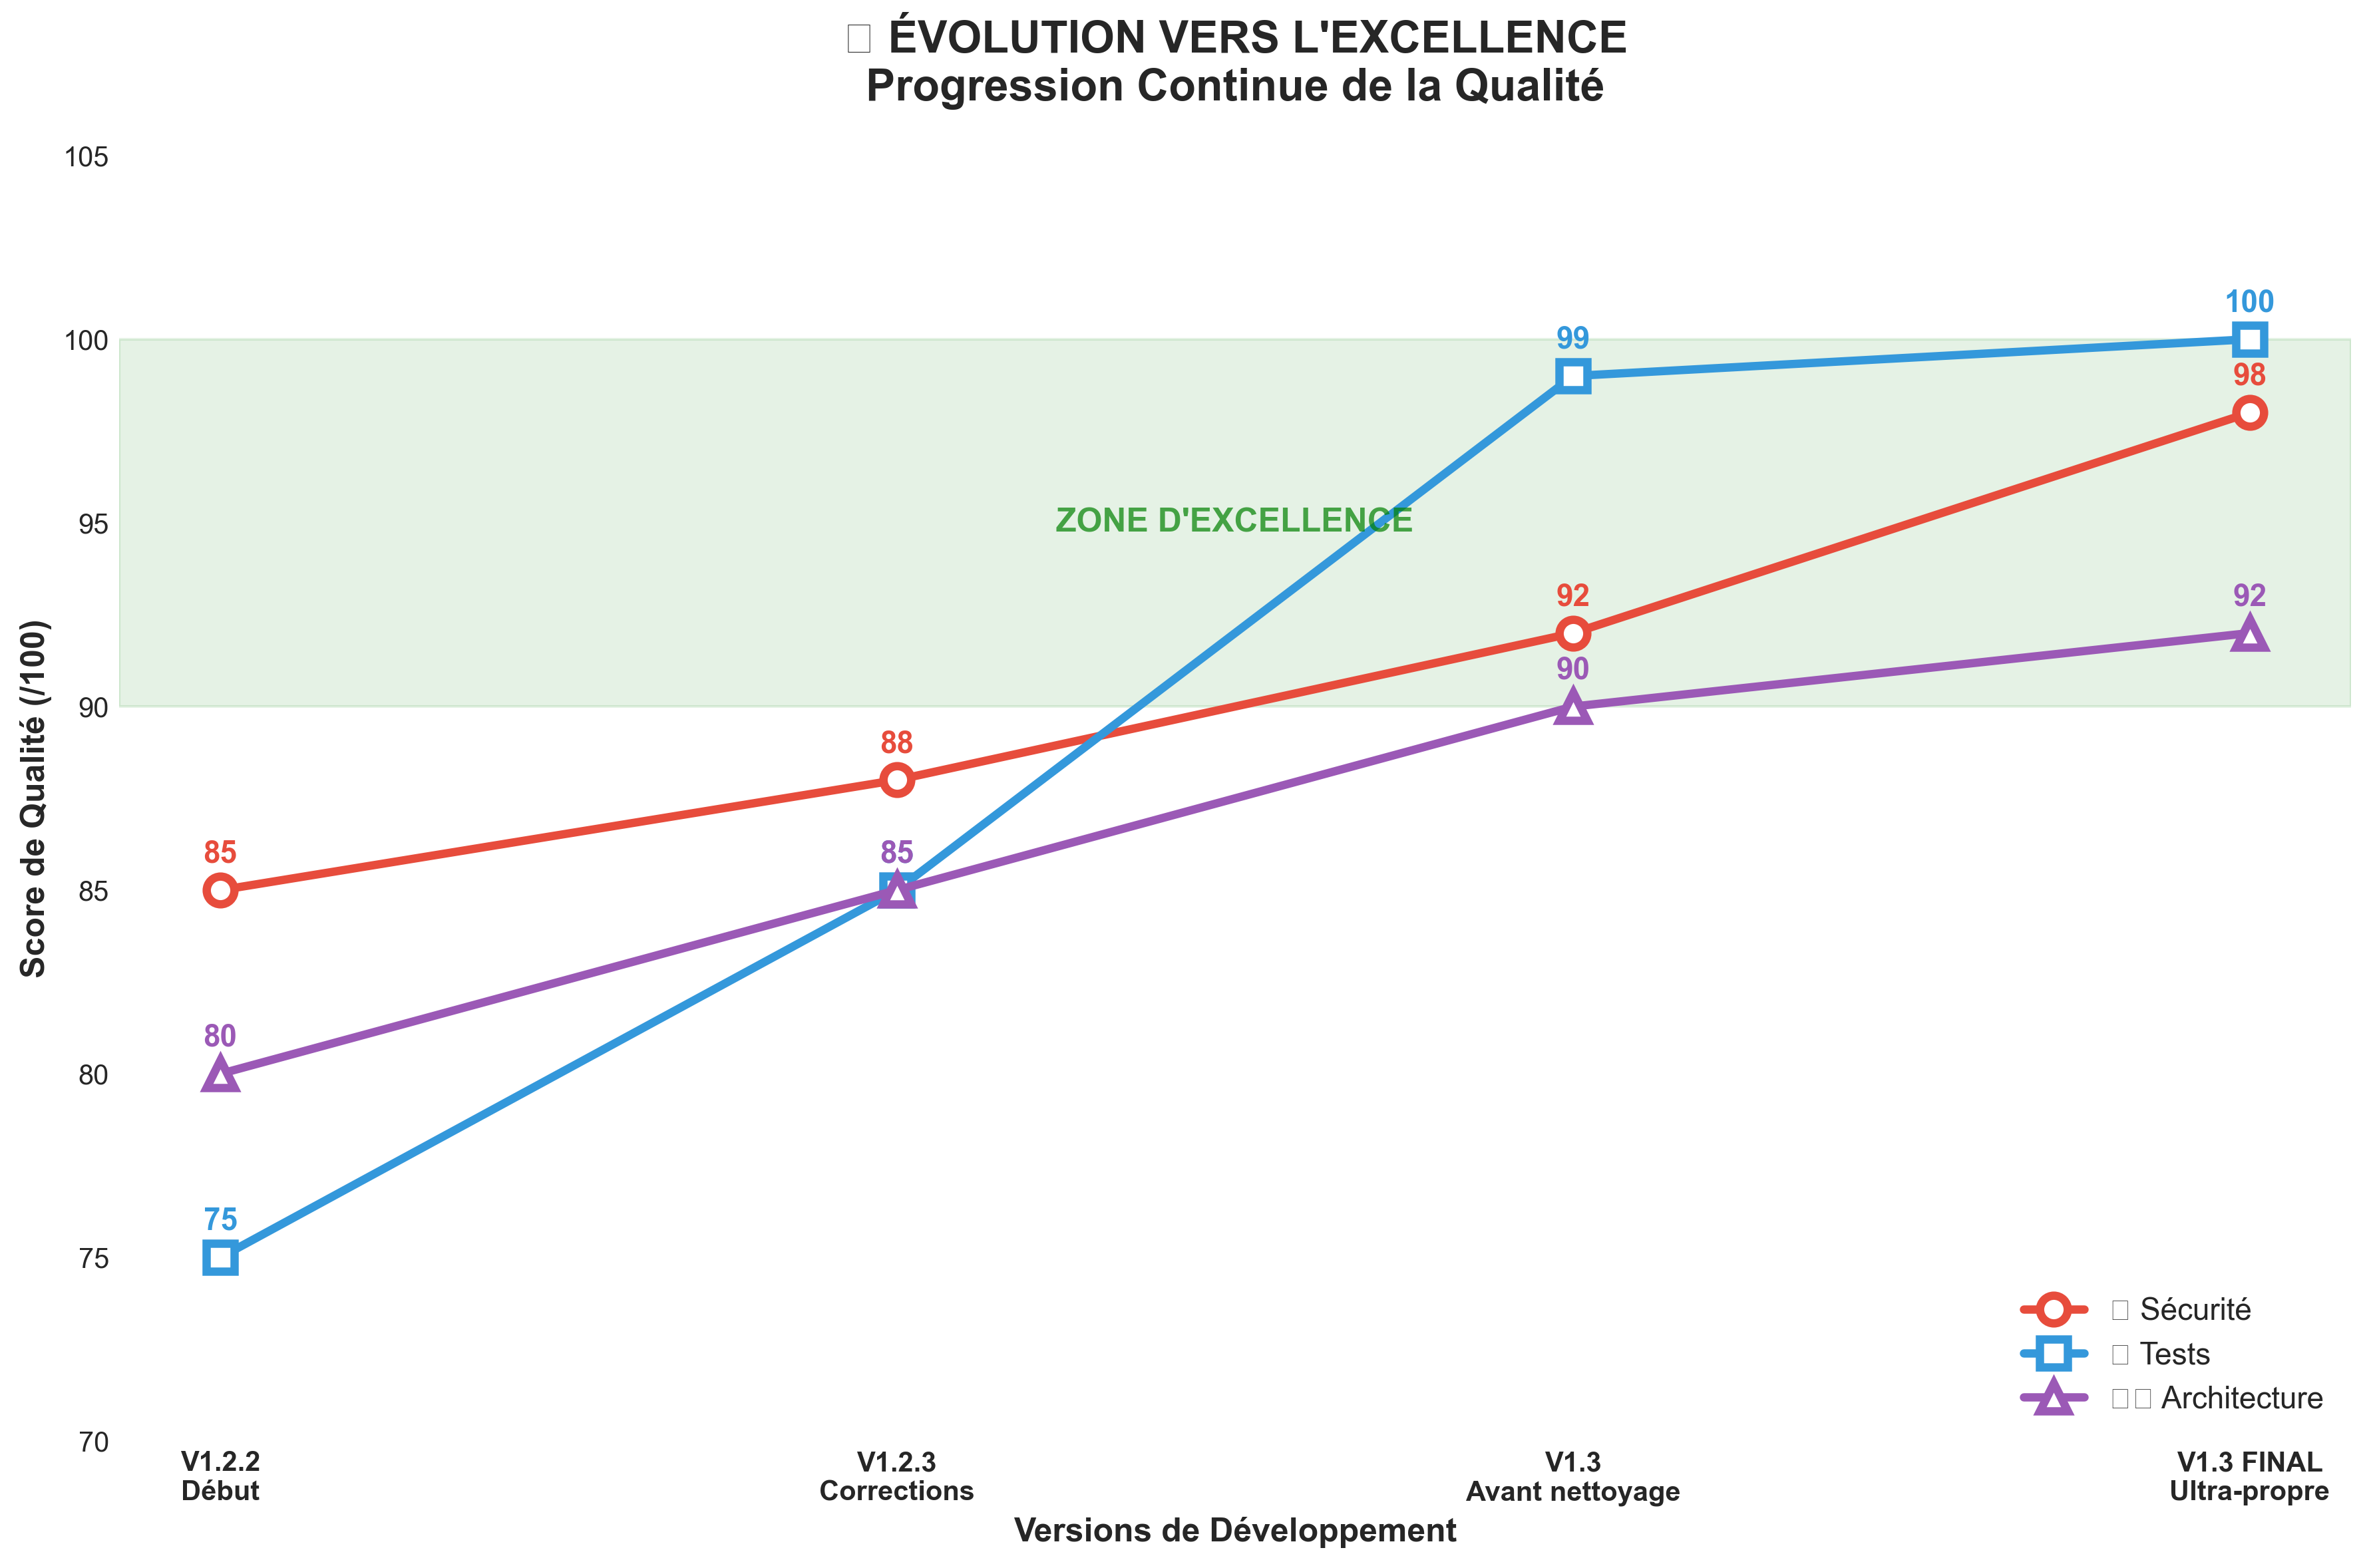 ÉVOLUTION VERS L'EXCELLENCE
Progression Continue de la Qualité
Score de Qualité (/100)
105
100
95
90
85
80
75
70
100
99
98
ZONE D'EXCELLENCE
92
92
90
88
85
85
80
75
Sécurité
Tests
Architecture
V1.2.2
Début
V1.2.3
Corrections
V1.3
Avant nettoyage
V1.3 FINAL
Ultra-propre
Versions de Développement